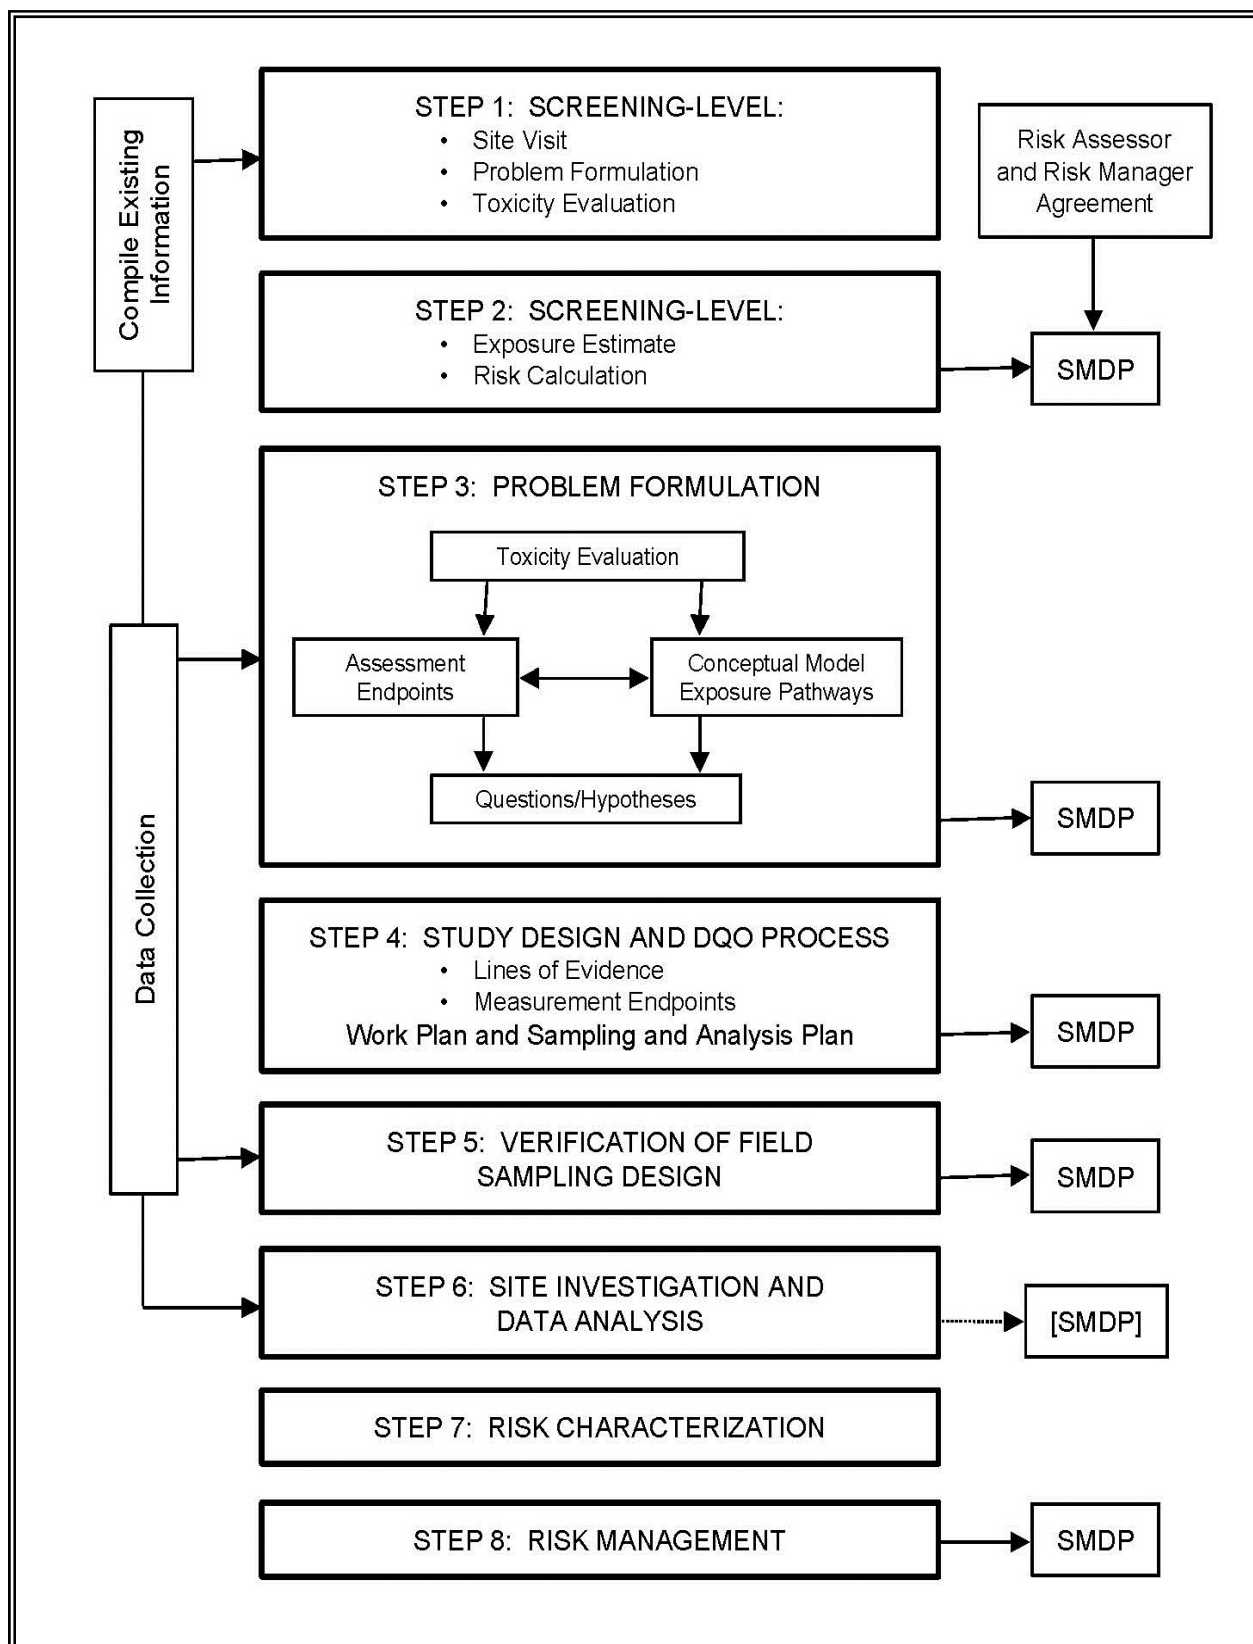 Compile Existing
Information
STEP 1: SCREENING-LEVEL:
• Site Visit
• Problem Formulation
• Toxicity Evaluation
Risk Assessor
and Risk Manager
Agreement
STEP 2: SCREENING-LEVEL:
• Exposure Estimate
• Risk Calculation
SMDP
Data Collection
STEP 3: PROBLEM FORMULATION
Toxicity Evaluation
Assessment
Endpoints
Conceptual Model
Exposure Pathways
Questions/Hypotheses
SMDP
STEP 4: STUDY DESIGN AND DQO PROCESS
• Lines of Evidence
• Measurement Endpoints
Work Plan and Sampling and Analysis Plan
SMDP
STEP 5: VERIFICATION OF FIELD
SAMPLING DESIGN
SMDP
STEP 6: SITE INVESTIGATION AND
DATA ANALYSIS
[SMDP]
STEP 7: RISK CHARACTERIZATION
STEP 8: RISK MANAGEMENT
SMDP